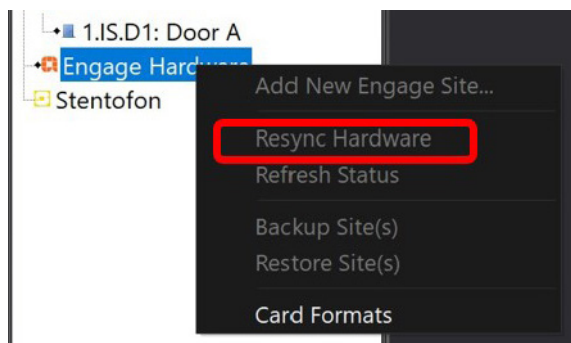 1.IS.D1: Door A
Engage Hardware
Stentofon
Add New Engage Site...
Resync Hardware
Refresh Status
Backup Site(s)
Restore Site(s)
Card Formats